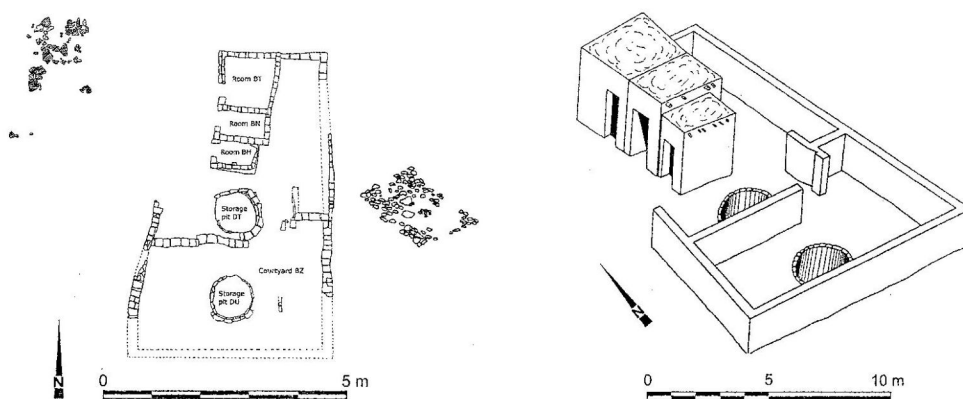 Room BT
Room BN
Room BH
Storage
pit DT
Courtyard BZ
Storage
pit DU
N
0
5 m
N
0
5
10 m